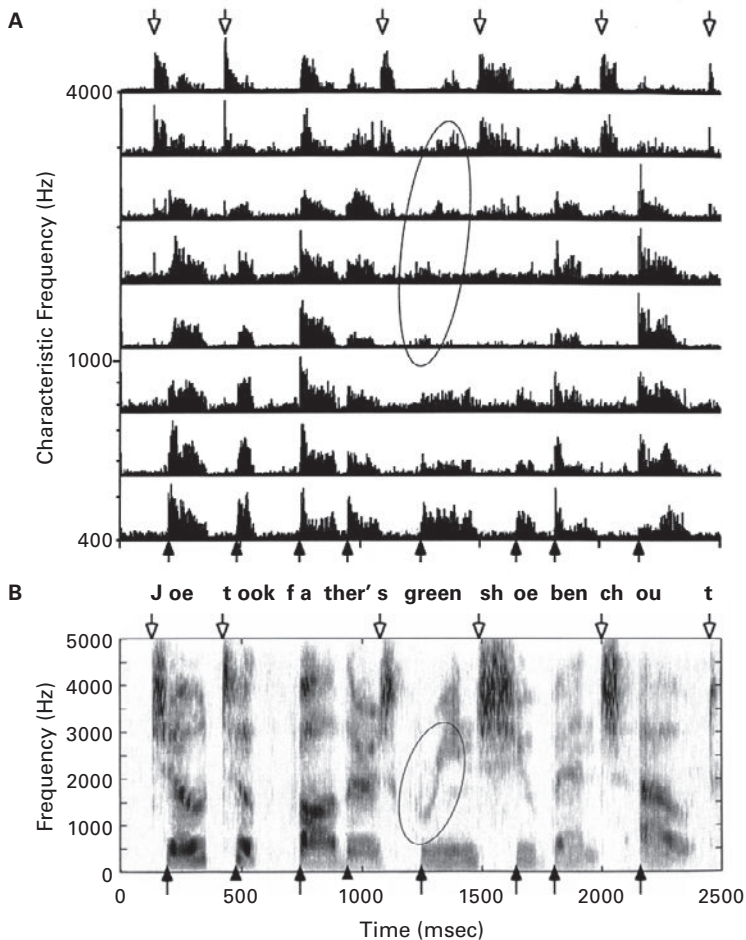 A
4000
Characteristic Frequency (Hz)
1000
400
B
J oe t ook f a ther' s green sh oe ben ch ou t
5000
4000
3000
2000
1000
0
Frequency (Hz)
0 500 1000 1500 2000 2500
Time (msec)